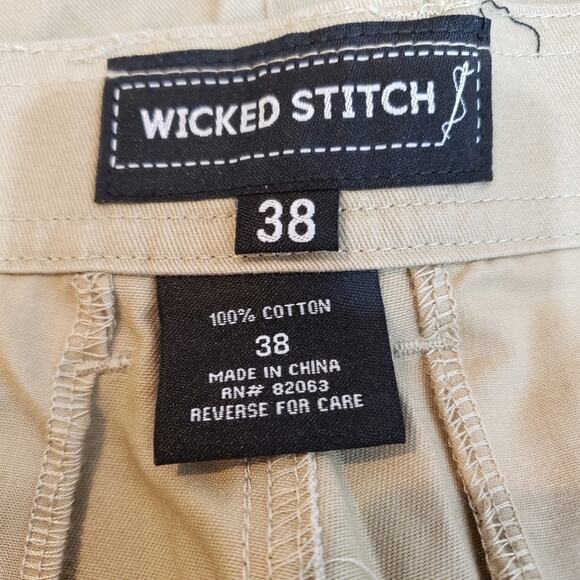 WICKED STITCH
38
100% COTTON
38
MADE IN CHINA
RN# 82063
REVERSE FOR CARE